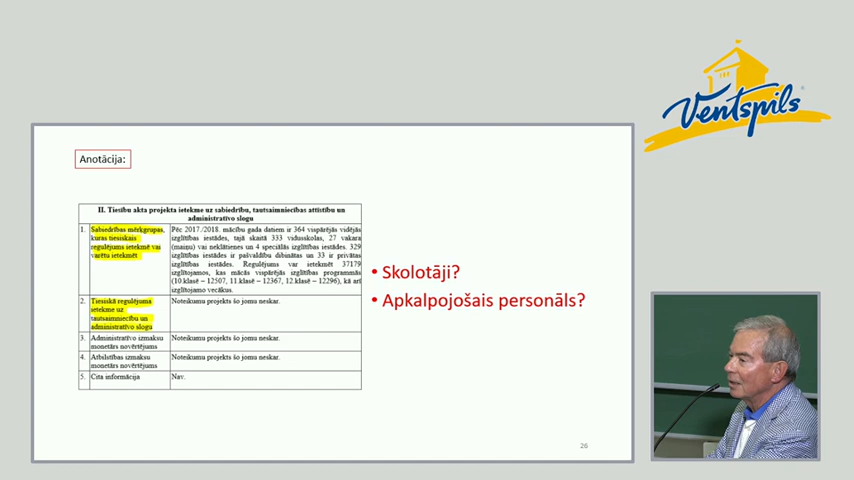 Ventspils
Anotācija:
II. Tiesību akta projekta ietekme uz sabiedrību, tautsaimniecības attīstību un
administratīvo slogu
1. Sabiedrības mērķgrupas,
kuras tiesiskais
regulējums ietekmē vai
varētu ietekmēt
Pēc 2017./2018. mācību gada datiem ir 364 vispārējās vidējās
izglītības iestādes, tajā skaitā 333 vidusskolas, 27 vakara
(maiņu) vai neklātienes un 4 speciālās izglītības iestādes. 329
izglītības iestādes ir pašvaldību dibinātas un 33 ir privātas
izglītības iestādes. Regulējums var ietekmēt 37179
izglītojamos, kas mācās vispārējās izglītības programmās
(10.klasē – 12507, 11.klasē – 12367, 12.klasē – 12296), kā arī
izglītojamo vecākus.
2. Tiesiskā regulējuma
ietekme uz
tautsaimniecību un
administratīvo slogu
Noteikumu projekts šo jomu neskar.
3. Administratīvo izmaksu
monetārs novērtējums
Noteikumu projekts šo jomu neskar.
4. Atbilstības izmaksu
monetārs novērtējums
Noteikumu projekts šo jomu neskar.
5. Cita informācija
Nav.
• Skolotāji?
• Apkalpojošais personāls?
26